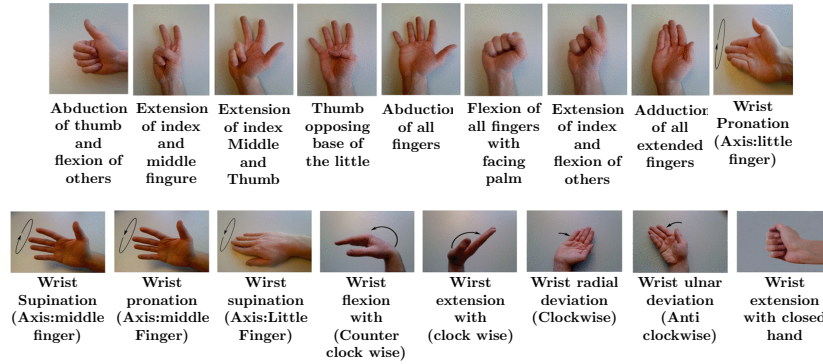 Abduction of thumb and flexion of others
Extension of index and middle fingure
Extension of index Middle and Thumb
Thumb opposing base of the little
Abduction of all fingers
Flexion of all fingers with facing palm
Extension of index and flexion of others
Adduction of all extended fingers
Wrist Pronation (Axis:little finger)
Wrist Supination (Axis:middle finger)
Wrist pronation (Axis:middle Finger)
Wirst supination (Axis:Little Finger)
Wrist flexion with (Counter clock wise)
Wirst extension with (clock wise)
Wrist radial deviation (Clockwise)
Wrist ulnar deviation (Anti clockwise)
Wrist extension with closed hand